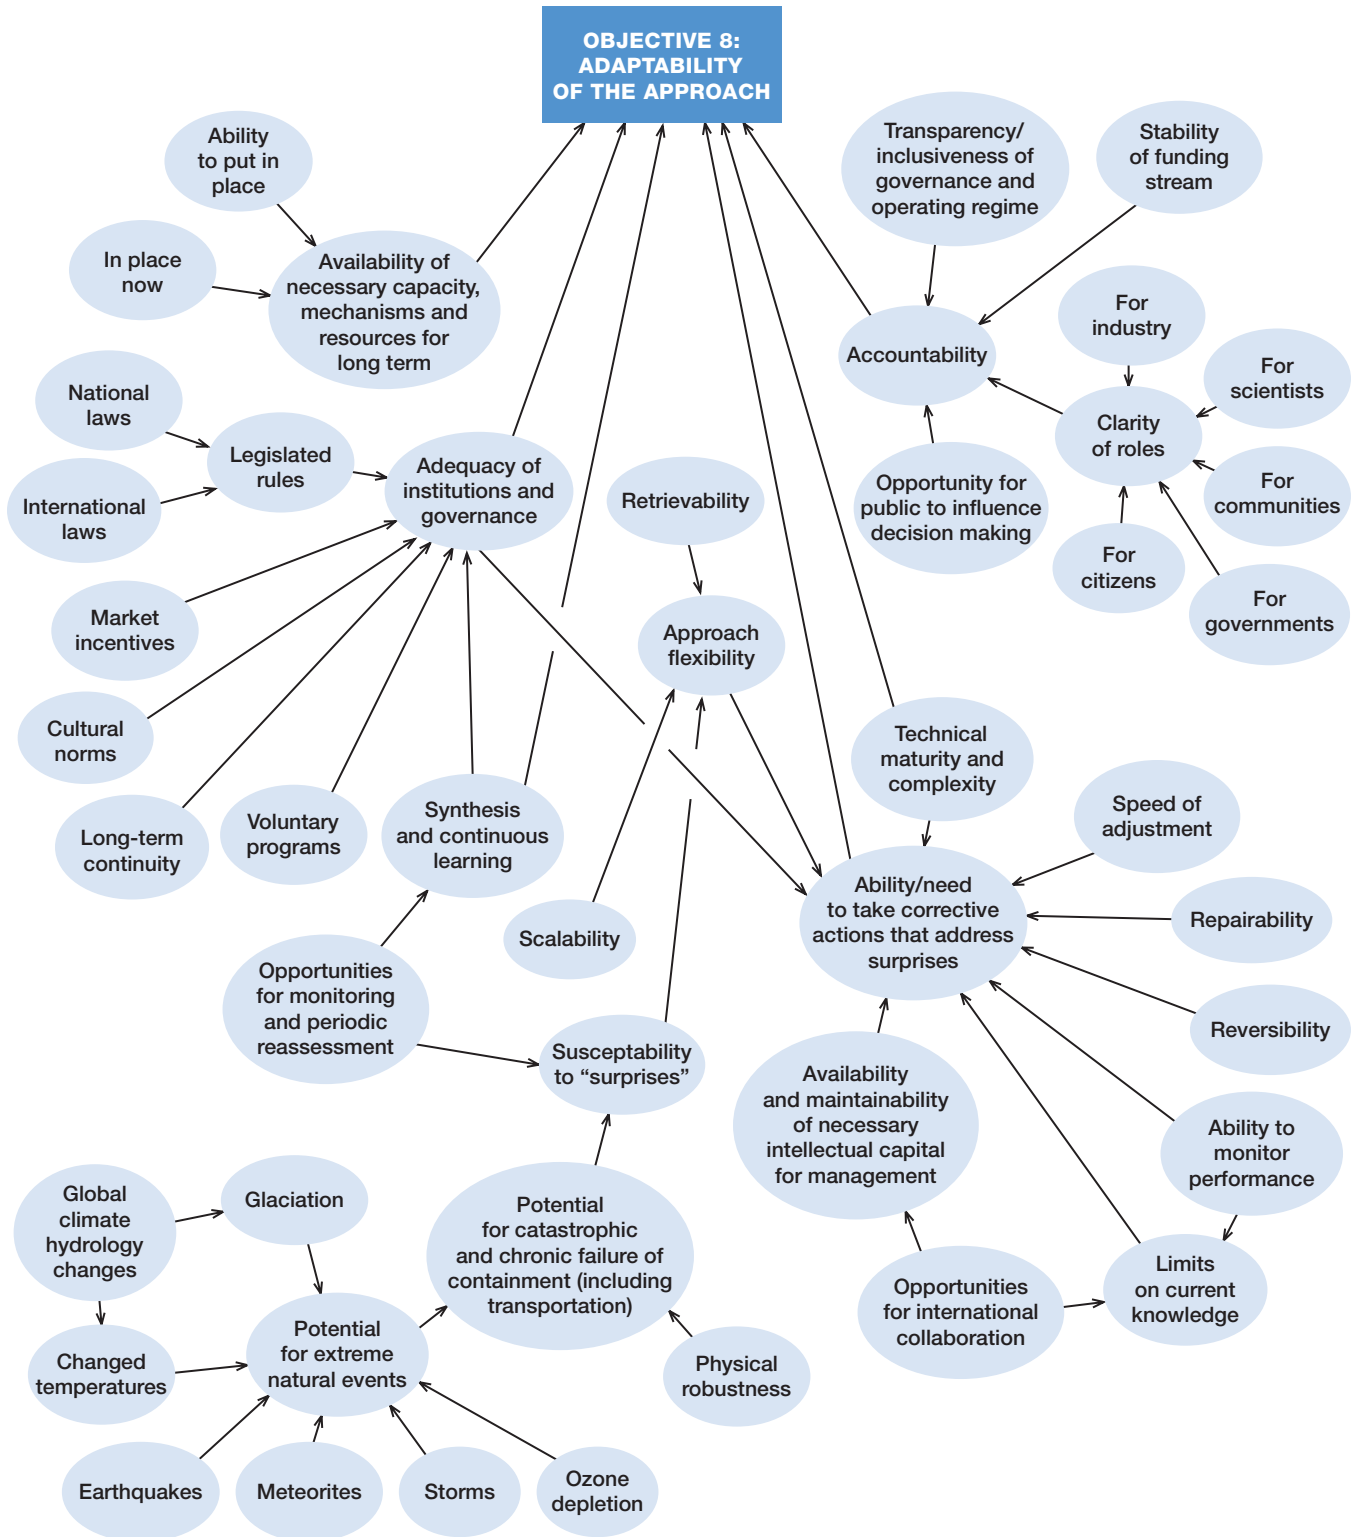 OBJECTIVE 8:
ADAPTABILITY
OF THE APPROACH
Ability
to put in
place
In place
now
Availability of
necessary capacity,
mechanisms and
resources for
long term
Transparency/
inclusiveness of
governance and
operating regime
Stability
of funding
stream
Accountability
For
industry
For
scientists
Clarity
of roles
For
communities
For
citizens
For
governments
Opportunity for
public to influence
decision making
National
laws
Legislated
rules
International
laws
Adequacy of
institutions and
governance
Retrievability
Market
incentives
Approach
flexibility
Cultural
norms
Long-term
continuity
Voluntary
programs
Synthesis
and continuous
learning
Technical
maturity and
complexity
Speed of
adjustment
Scalability
Ability/need
to take corrective
actions that address
surprises
Repairability
Reversibility
Opportunities
for monitoring
and periodic
reassessment
Susceptability
to “surprises”
Availability
and maintainability
of necessary
intellectual capital
for management
Ability to
monitor
performance
Global
climate
hydrology
changes
Glaciation
Potential
for catastrophic
and chronic failure of
containment (including
transportation)
Opportunities
for international
collaboration
Limits
on current
knowledge
Changed
temperatures
Potential
for extreme
natural events
Physical
robustness
Earthquakes
Meteorites
Storms
Ozone
depletion